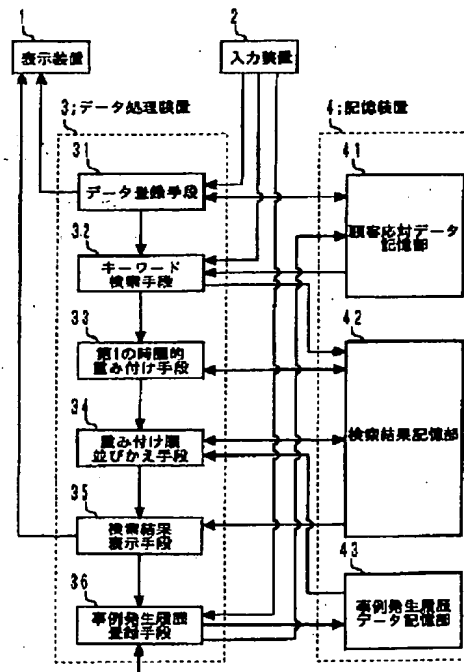 1
表示装置
2
入力装置
3;データ処理装置
4;記憶装置
31
データ登録手段
32
キーワード
検索手段
33
第1の時間的
重み付け手段
34
重み付け順
並びかえ手段
35
検索結果
表示手段
36
事例発生履歴
登録手段
41
顧客応対データ
記憶部
42
検索結果記憶部
43
事例発生履歴
データ記憶部